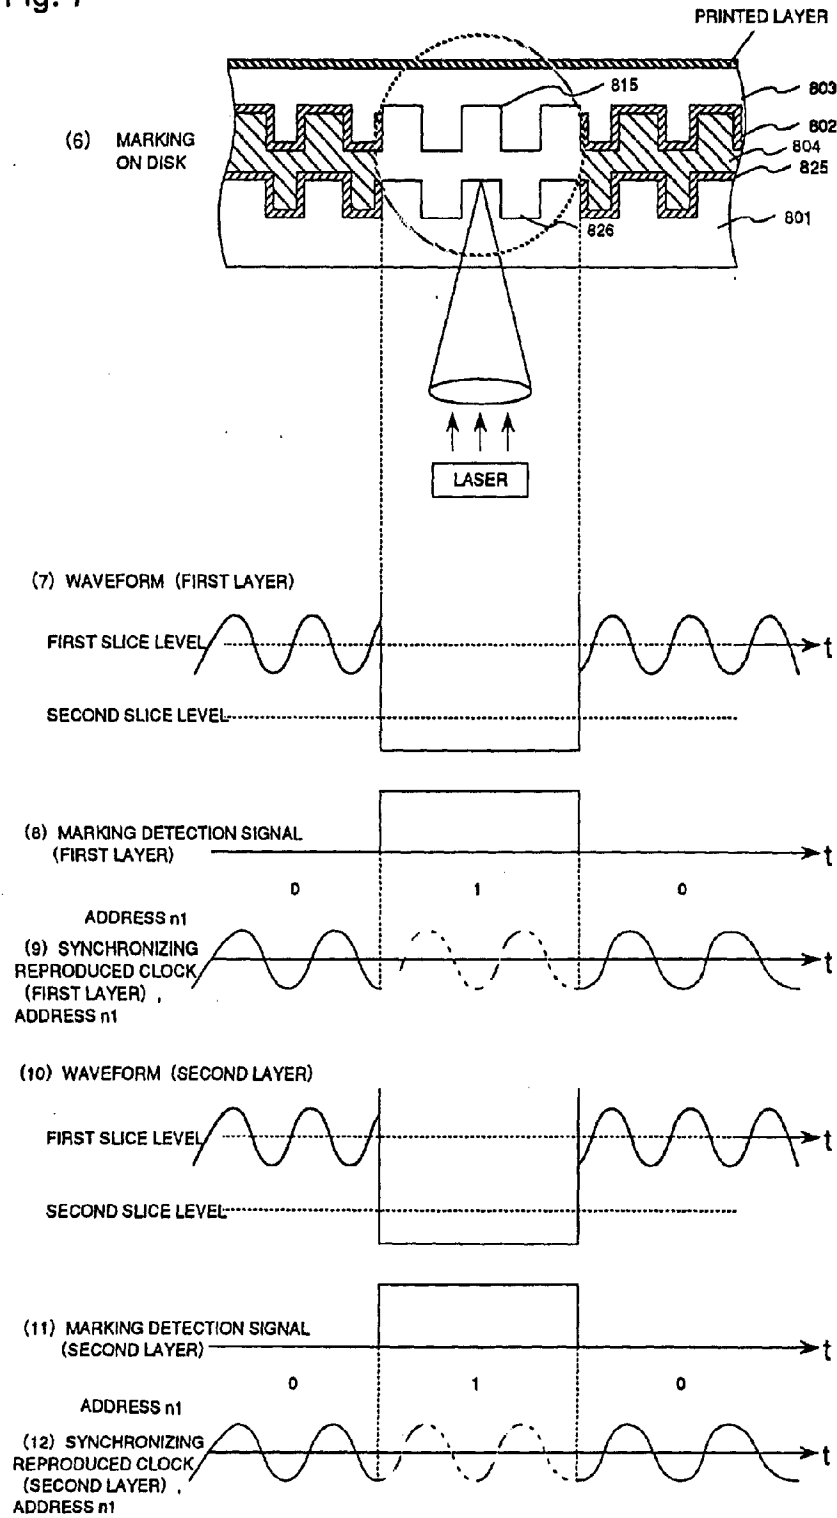 Fig. 7
PRINTED LAYER
815
803
802
804
825
801
826
(6) MARKING
ON DISK
LASER
(7) WAVEFORM (FIRST LAYER)
FIRST SLICE LEVEL
t
SECOND SLICE LEVEL
(8) MARKING DETECTION SIGNAL
(FIRST LAYER)
t
0 1 0
ADDRESS n1
(9) SYNCHRONIZING
REPRODUCED CLOCK
(FIRST LAYER) ,
ADDRESS n1
t
(10) WAVEFORM (SECOND LAYER)
FIRST SLICE LEVEL
t
SECOND SLICE LEVEL
(11) MARKING DETECTION SIGNAL
(SECOND LAYER)
t
0 1 0
ADDRESS n1
(12) SYNCHRONIZING
REPRODUCED CLOCK
(SECOND LAYER) ,
ADDRESS n1
t